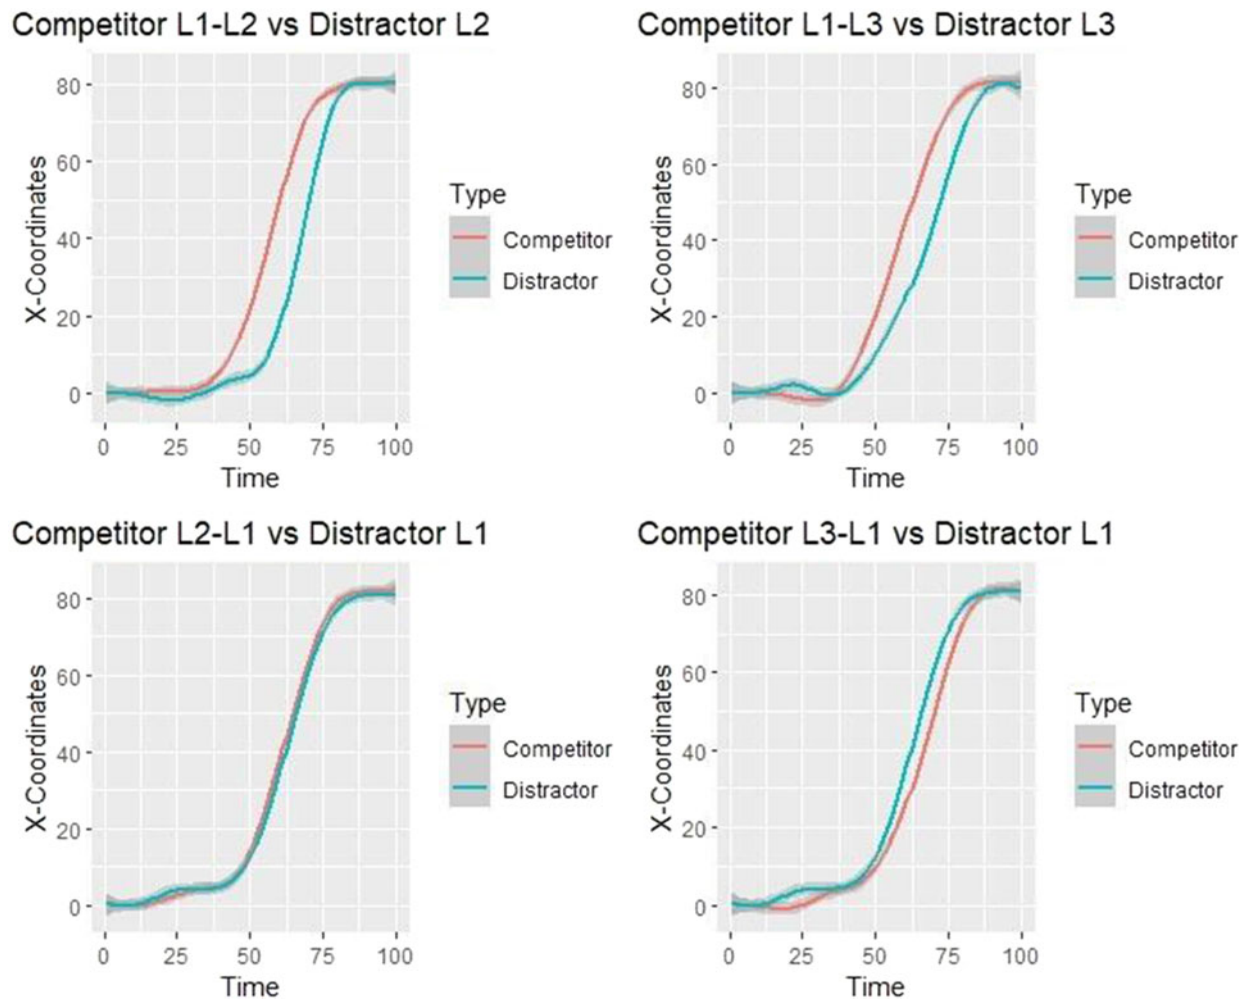 Competitor L1-L2 vs Distractor L2
80
60
40
20
0
X-Coordinates
0 25 50 75 100
Time
Type
Competitor
Distractor
Competitor L1-L3 vs Distractor L3
80
60
40
20
0
X-Coordinates
0 25 50 75 100
Time
Type
Competitor
Distractor
Competitor L2-L1 vs Distractor L1
80
60
40
20
0
X-Coordinates
0 25 50 75 100
Time
Type
Competitor
Distractor
Competitor L3-L1 vs Distractor L1
80
60
40
20
0
X-Coordinates
0 25 50 75 100
Time
Type
Competitor
Distractor